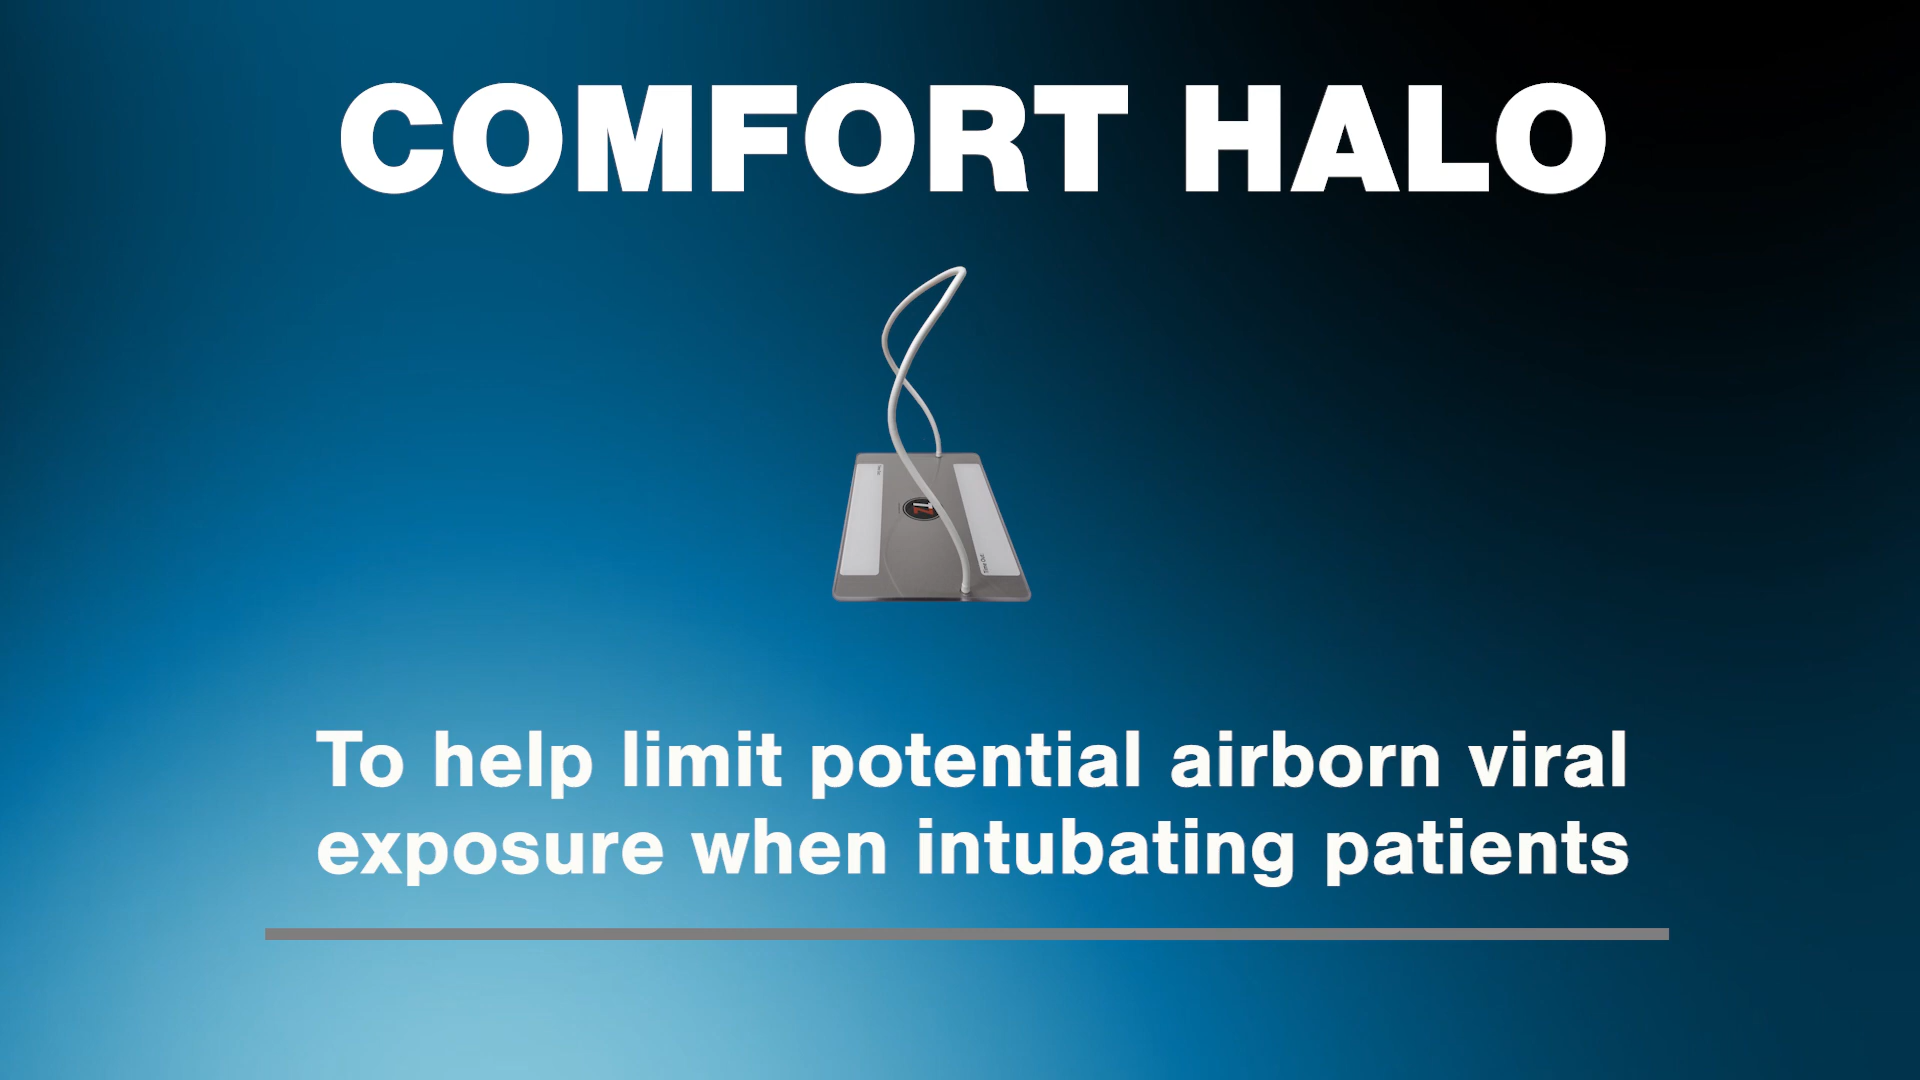 COMFORT HALO
To help limit potential airborn viral
exposure when intubating patients